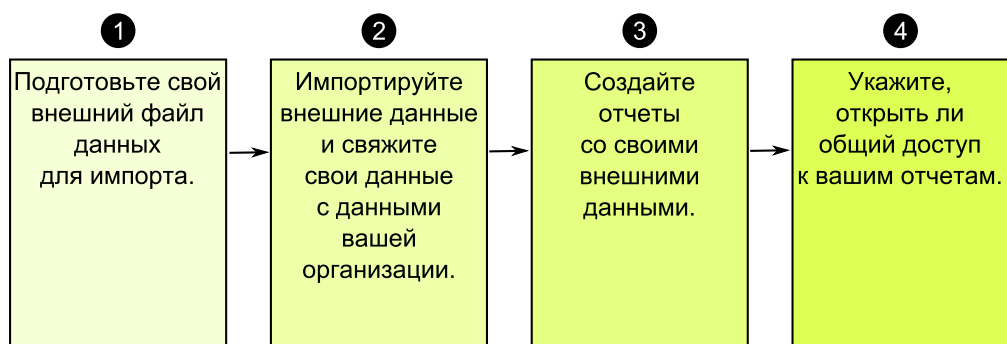 1
Подготовьте свой
внешний файл
данных
для импорта.
2
Импортируйте
внешние данные
и свяжите
свои данные
с данными
вашей
организации.
3
Создайте
отчеты
со своими
внешними
данными.
4
Укажите,
открыть ли
общий доступ
к вашим отчетам.